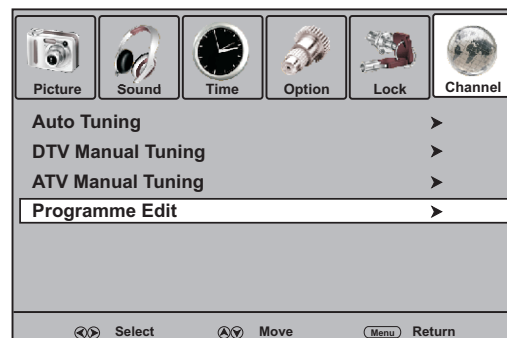 Picture Sound Time Option Lock Channel
Auto Tuning
DTV Manual Tuning
ATV Manual Tuning
Programme Edit
Select Move Menu Return